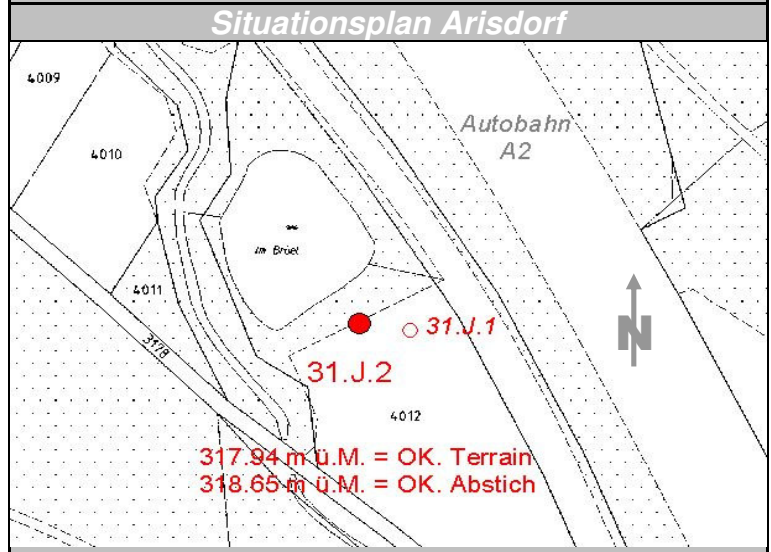 Situationsplan Arisdorf
4009
Autobahn
A2
4010
Im Brüel
4011
31.J.1
N
3178
31.J.2
4012
317.94 m ü.M. = OK. Terrain
318.65 m ü.M. = OK. Abstich